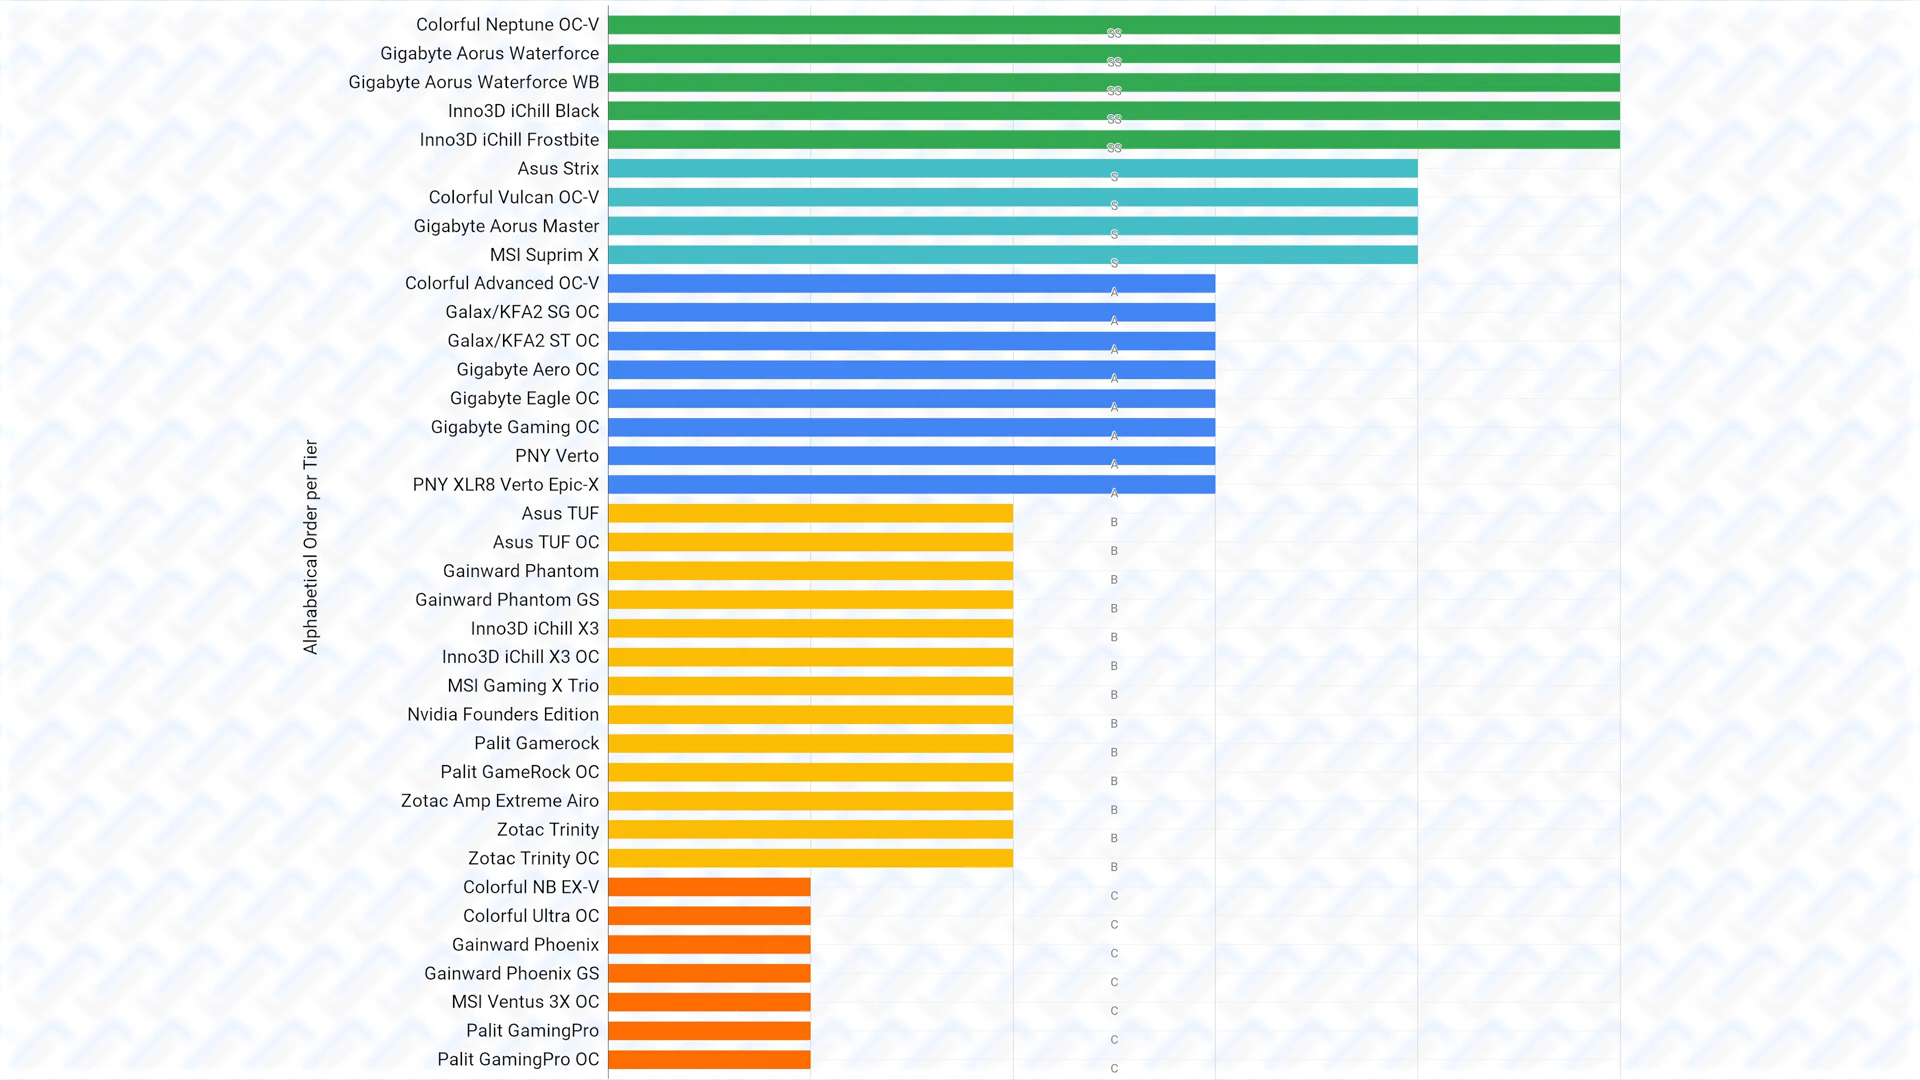 Alphabetical Order per Tier
Colorful Neptune OC-V
SS
Gigabyte Aorus Waterforce
SS
Gigabyte Aorus Waterforce WB
SS
Inno3D iChill Black
SS
Inno3D iChill Frostbite
SS
Asus Strix
S
Colorful Vulcan OC-V
S
Gigabyte Aorus Master
S
MSI Suprim X
S
Colorful Advanced OC-V
A
Galax/KFA2 SG OC
A
Galax/KFA2 ST OC
A
Gigabyte Aero OC
A
Gigabyte Eagle OC
A
Gigabyte Gaming OC
A
PNY Verto
A
PNY XLR8 Verto Epic-X
A
Asus TUF
B
Asus TUF OC
B
Gainward Phantom
B
Gainward Phantom GS
B
Inno3D iChill X3
B
Inno3D iChill X3 OC
B
MSI Gaming X Trio
B
Nvidia Founders Edition
B
Palit Gamerock
B
Palit GameRock OC
B
Zotac Amp Extreme Airo
B
Zotac Trinity
B
Zotac Trinity OC
B
Colorful NB EX-V
C
Colorful Ultra OC
C
Gainward Phoenix
C
Gainward Phoenix GS
C
MSI Ventus 3X OC
C
Palit GamingPro
C
Palit GamingPro OC
C